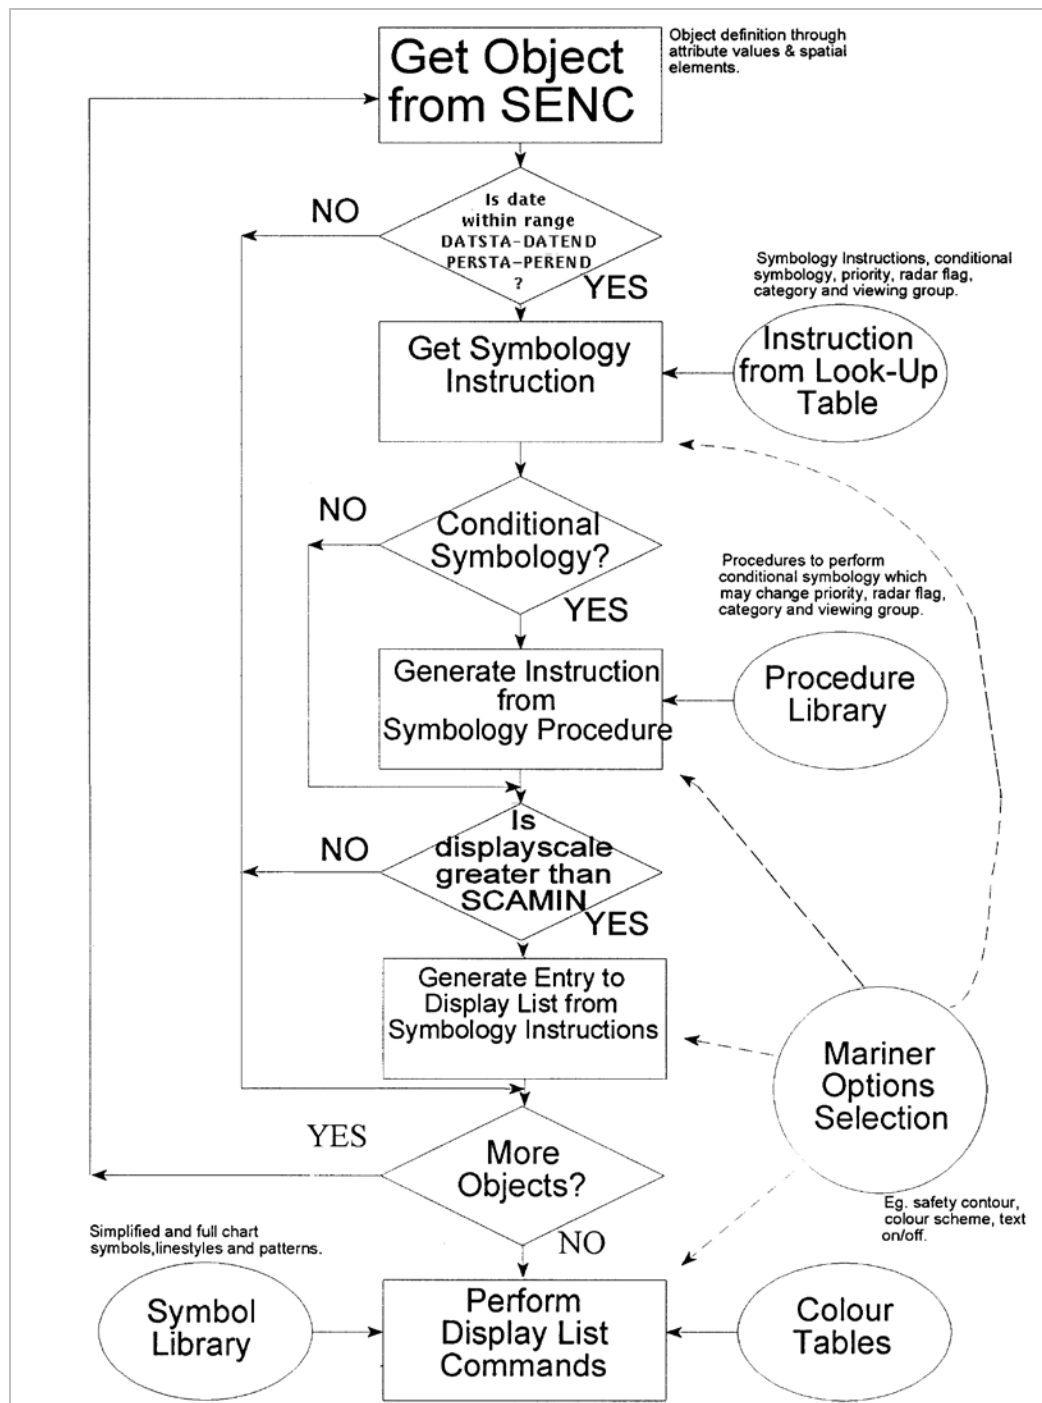 Get Object
from SENC
Object definition through
attribute values & spatial
elements.
NO
Is date
within range
DATSTA-DATEND
PERSTA-PEREND
?
YES
Symbology Instructions, conditional
symbology, priority, radar flag,
category and viewing group.
Get Symbology
Instruction
Instruction
from Look-Up
Table
NO
Conditional
Symbology?
YES
Procedures to perform
conditional symbology which
may change priority, radar flag,
category and viewing group.
Generate Instruction
from
Symbology Procedure
Procedure
Library
NO
Is
displayscale
greater than
SCAMIN
YES
Generate Entry to
Display List from
Symbology Instructions
Mariner
Options
Selection
YES
More
Objects?
NO
Eg. safety contour,
colour scheme, text
on/off.
Simplified and full chart
symbols,linestyles and patterns.
Symbol
Library
Perform
Display List
Commands
Colour
Tables